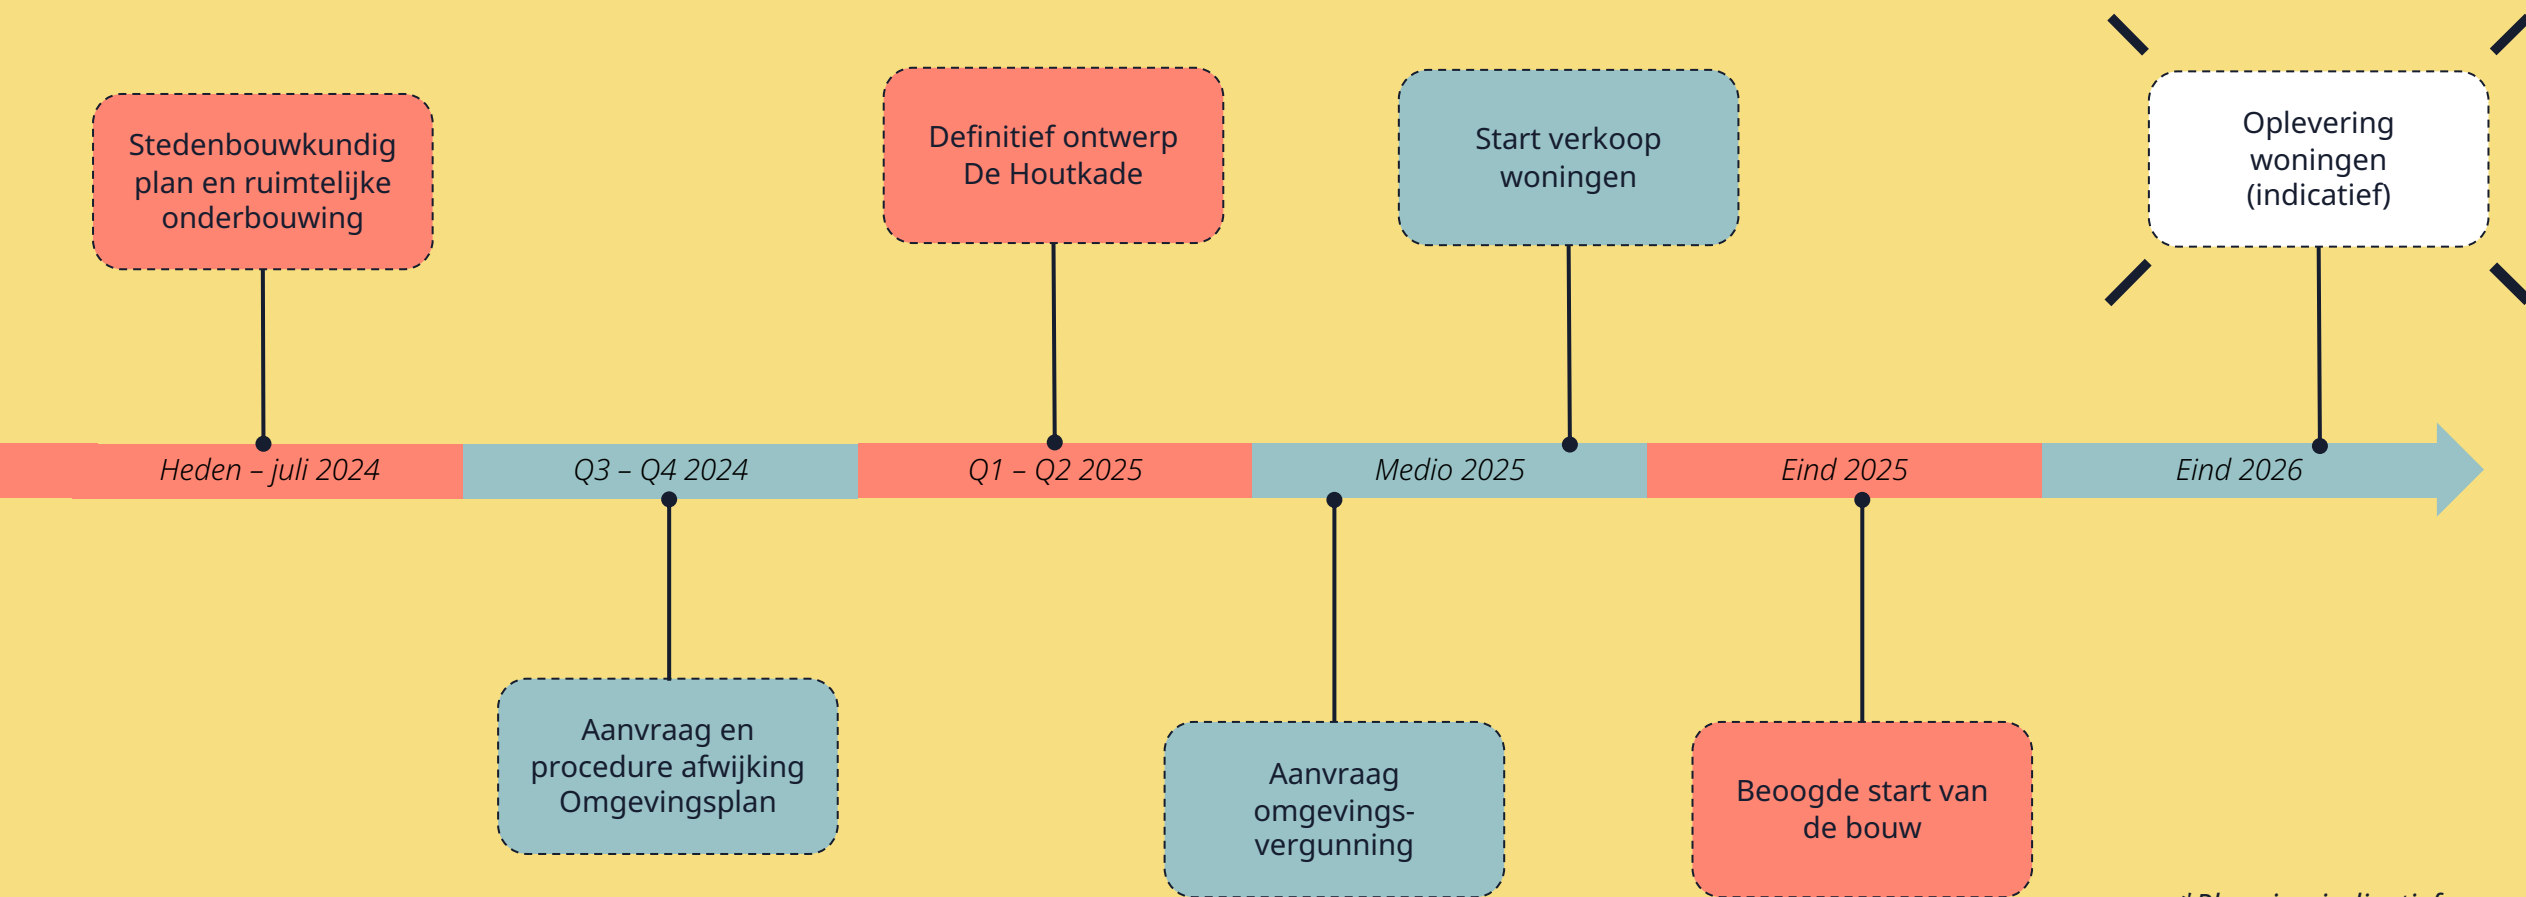 Stedenbouwkundig
plan en ruimtelijke
onderbouwing
Definitief ontwerp
De Houtkade
Start verkoop
woningen
Oplevering
woningen
(indicatief)
Heden – juli 2024
Q3 – Q4 2024
Q1 – Q2 2025
Medio 2025
Eind 2025
Eind 2026
Aanvraag en
procedure afwijking
Omgevingsplan
Aanvraag
omgevings-
vergunning
Beoogde start van
de bouw